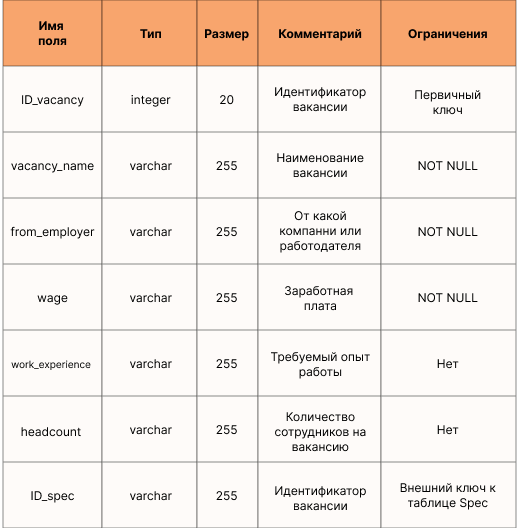 Имя поля Тип Размер Комментарий Ограничения
ID_vacancy integer 20 Идентификатор вакансии Первичный ключ
vacancy_name varchar 255 Наименование вакансии NOT NULL
from_employer varchar 255 От какой компанни или работодателя NOT NULL
wage varchar 255 Заработная плата NOT NULL
work_experience varchar 255 Требуемый опыт работы Нет
headcount varchar 255 Количество сотрудников на вакансию Нет
ID_spec varchar 255 Идентификатор вакансии Внешний ключ к таблице Spec